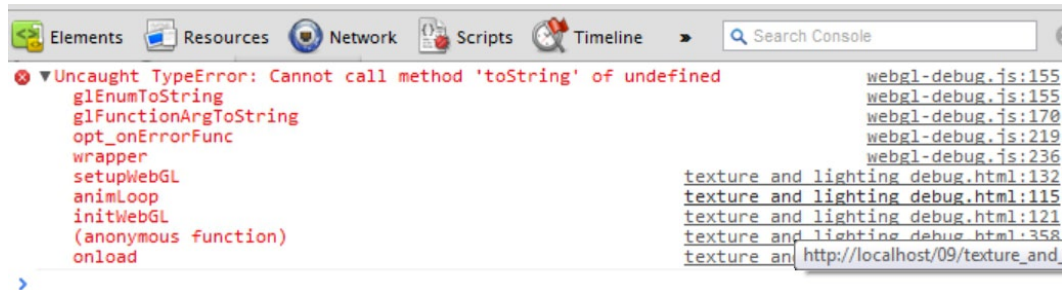 Elements Resources Network Scripts Timeline » Search Console
▼Uncaught TypeError: Cannot call method 'toString' of undefined webgl-debug.js:155
glEnumToString webgl-debug.js:155
glFunctionArgToString webgl-debug.js:170
opt_onErrorFunc webgl-debug.js:219
wrapper webgl-debug.js:236
setupWebGL texture and lighting debug.html:132
animLoop texture and lighting debug.html:115
initWebGL texture and lighting debug.html:121
(anonymous function) texture and lighting debug.html:358
onload texture an http://localhost/09/texture_and_
>